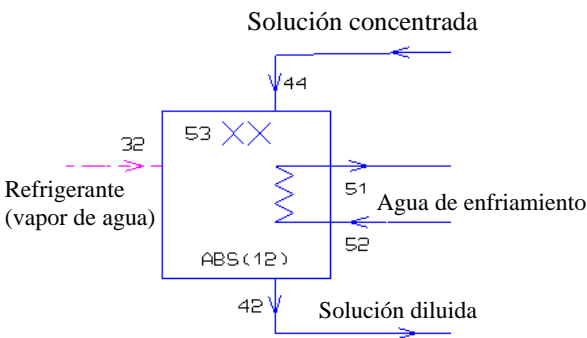 Solución concentrada
44
53
32
Refrigerante
(vapor de agua)
51
Agua de enfriamiento
52
ABS(12)
42
Solución diluida